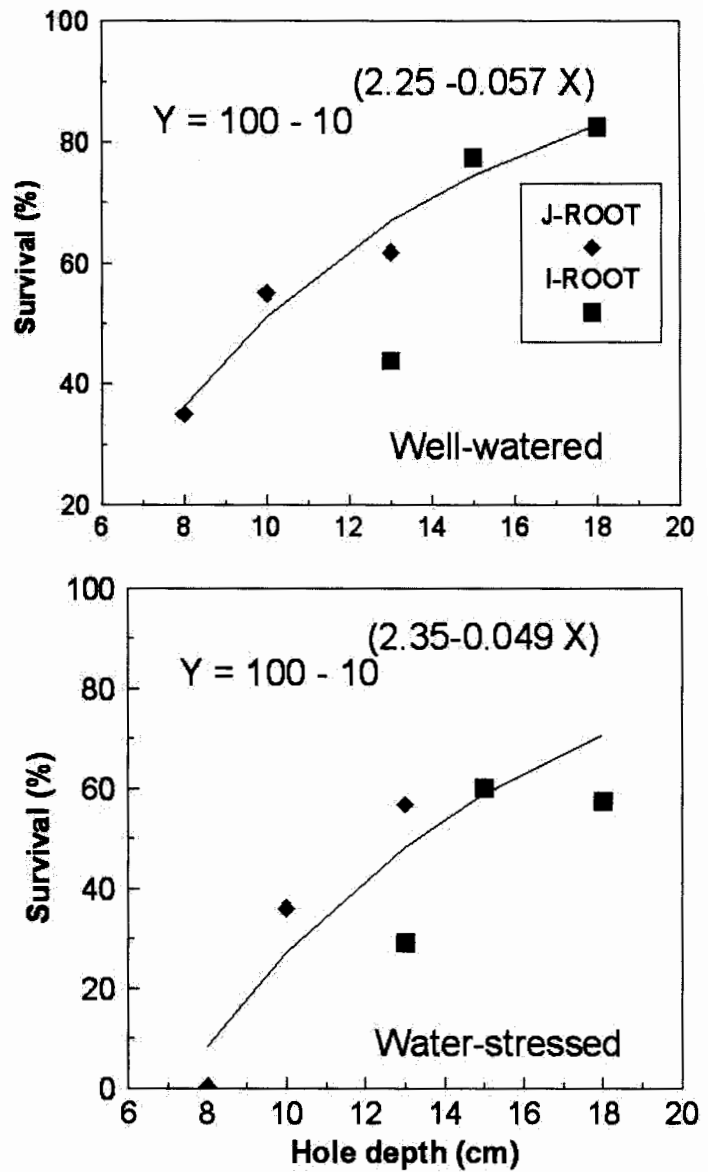 100
(2.25 -0.057 X)
Y = 100 - 10
80
J-ROOT
60
I-ROOT
Survival (%)
40
Well-watered
20
6 8 10 12 14 16 18 20
100
(2.35-0.049 X)
Y = 100 - 10
80
60
Survival (%)
40
20
Water-stressed
0
6 8 10 12 14 16 18 20
Hole depth (cm)